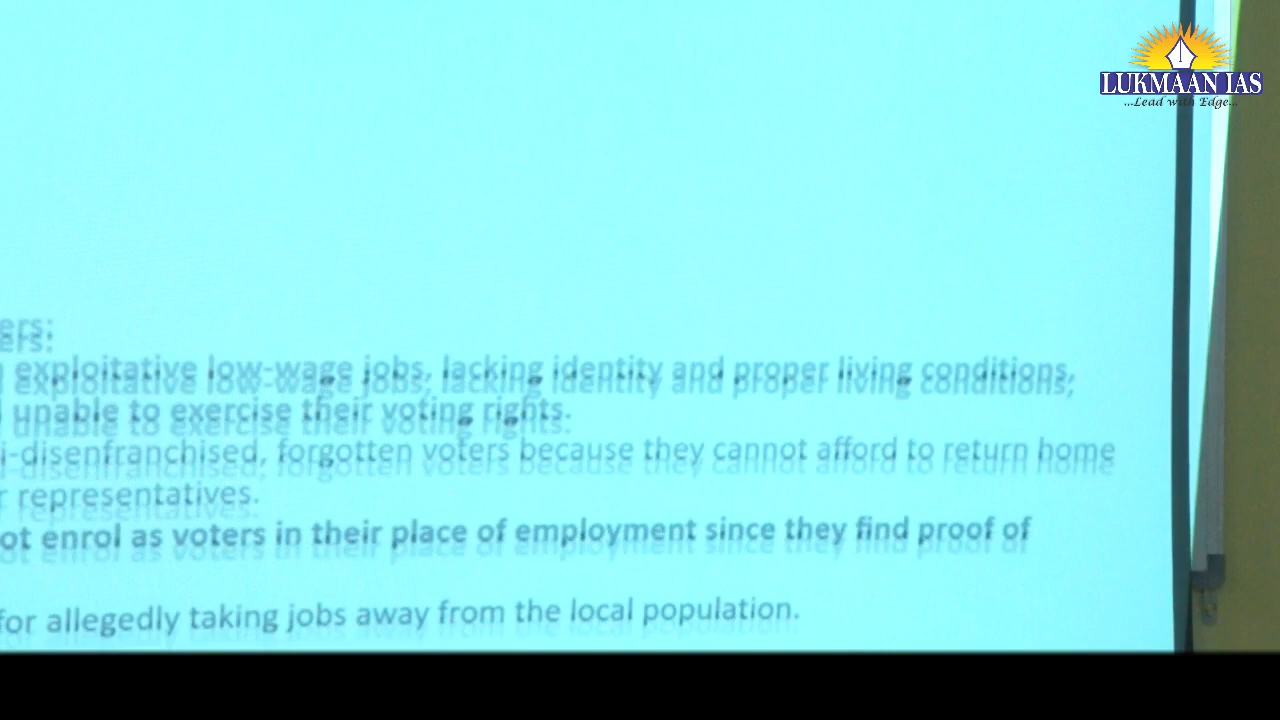 LUKMAAN IAS
...Lead with Edge...
ers:
exploitative low-wage jobs, lacking identity and proper living conditions,
unable to exercise their voting rights.
i-disenfranchised, forgotten voters because they cannot afford to return home
r representatives.
ot enrol as voters in their place of employment since they find proof of
for allegedly taking jobs away from the local population.